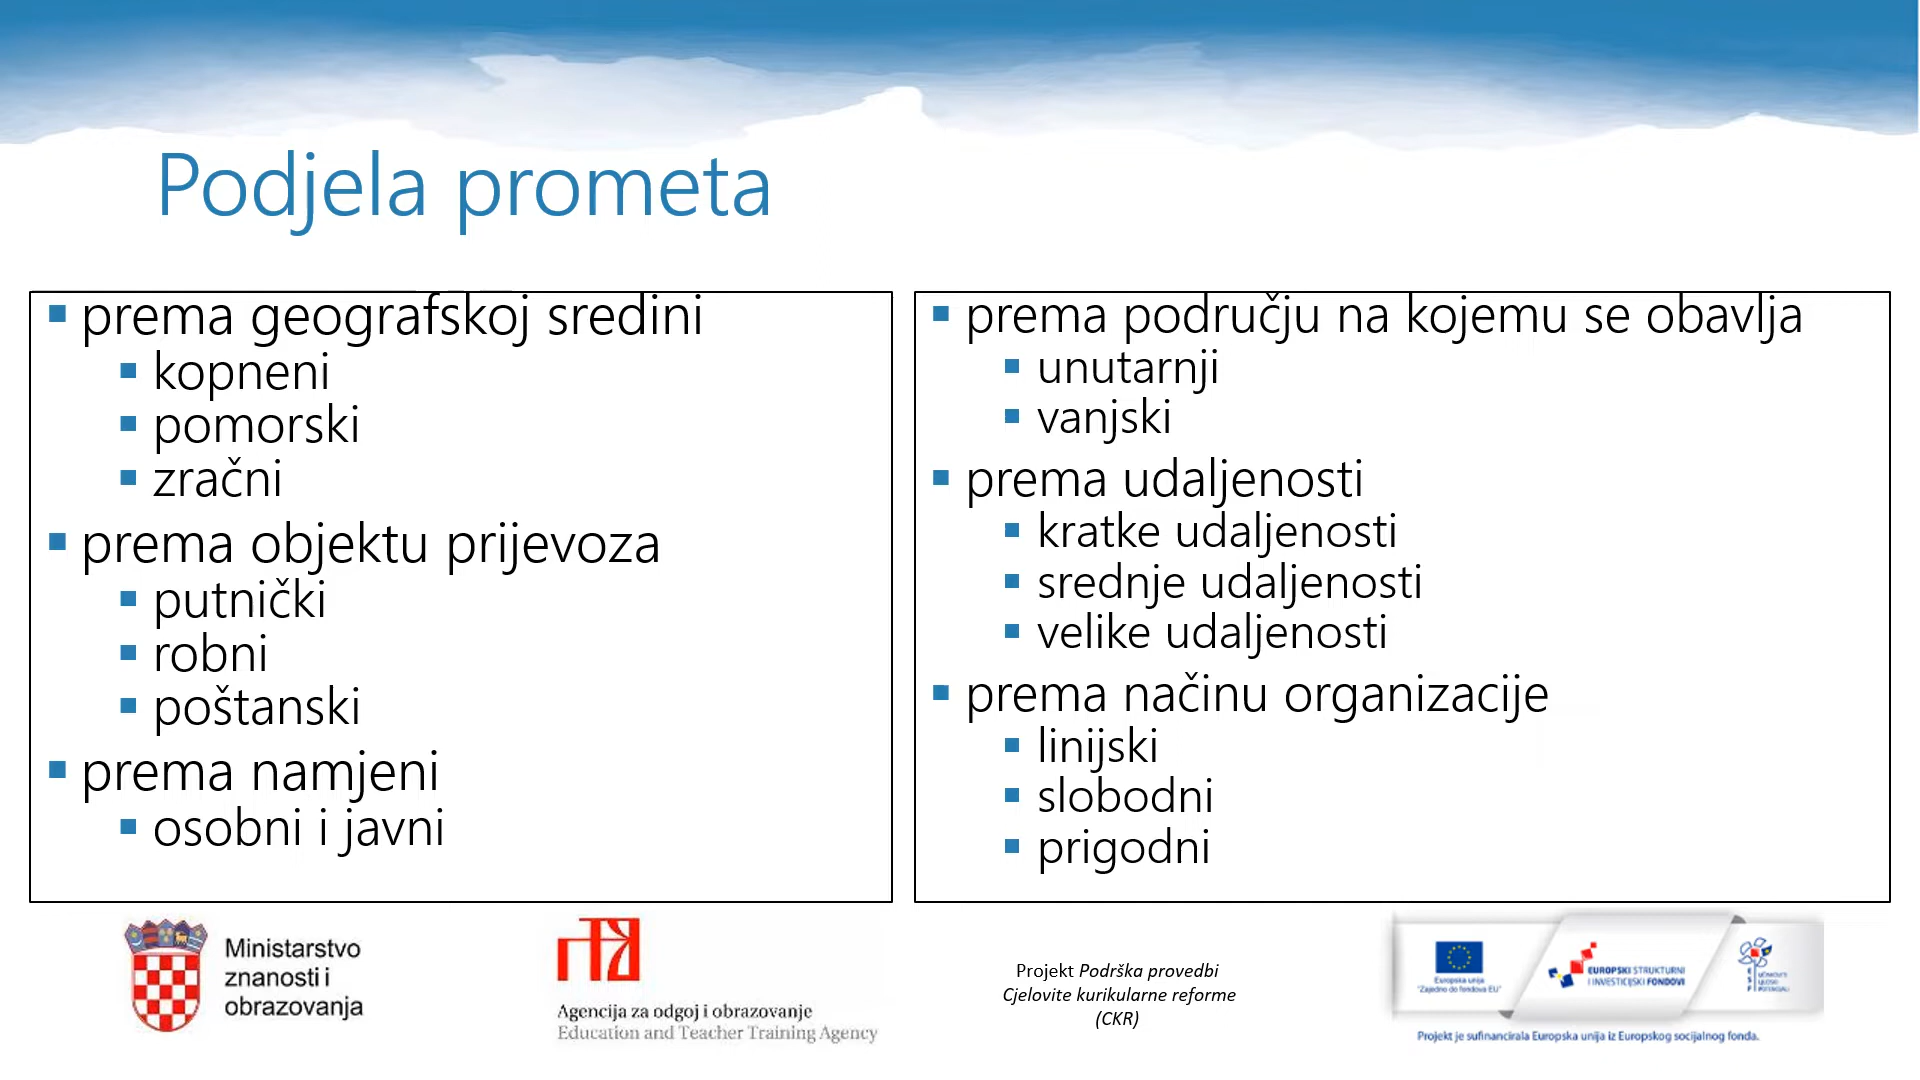 Podjela prometa
prema geografskoj sredini
kopneni
pomorski
zračni
prema objektu prijevoza
putnički
robni
poštanski
prema namjeni
osobni i javni
prema području na kojemu se obavlja
unutarnji
vanjski
prema udaljenosti
kratke udaljenosti
srednje udaljenosti
velike udaljenosti
prema načinu organizacije
linijski
slobodni
prigodni
Ministarstvo
znanosti i
obrazovanja
Agencija za odgoj i obrazovanje
Education and Teacher Training Agency
Projekt Podrška provedbi
Cjelovite kurikularne reforme
(CKR)
Europska unija
"Zajedno do fondova EU"
EUROPSKI STRUKTURNI
I INVESTICIJSKI FONDOVI
Projekt je sufinancirala Europska unija iz Europskog socijalnog fonda.